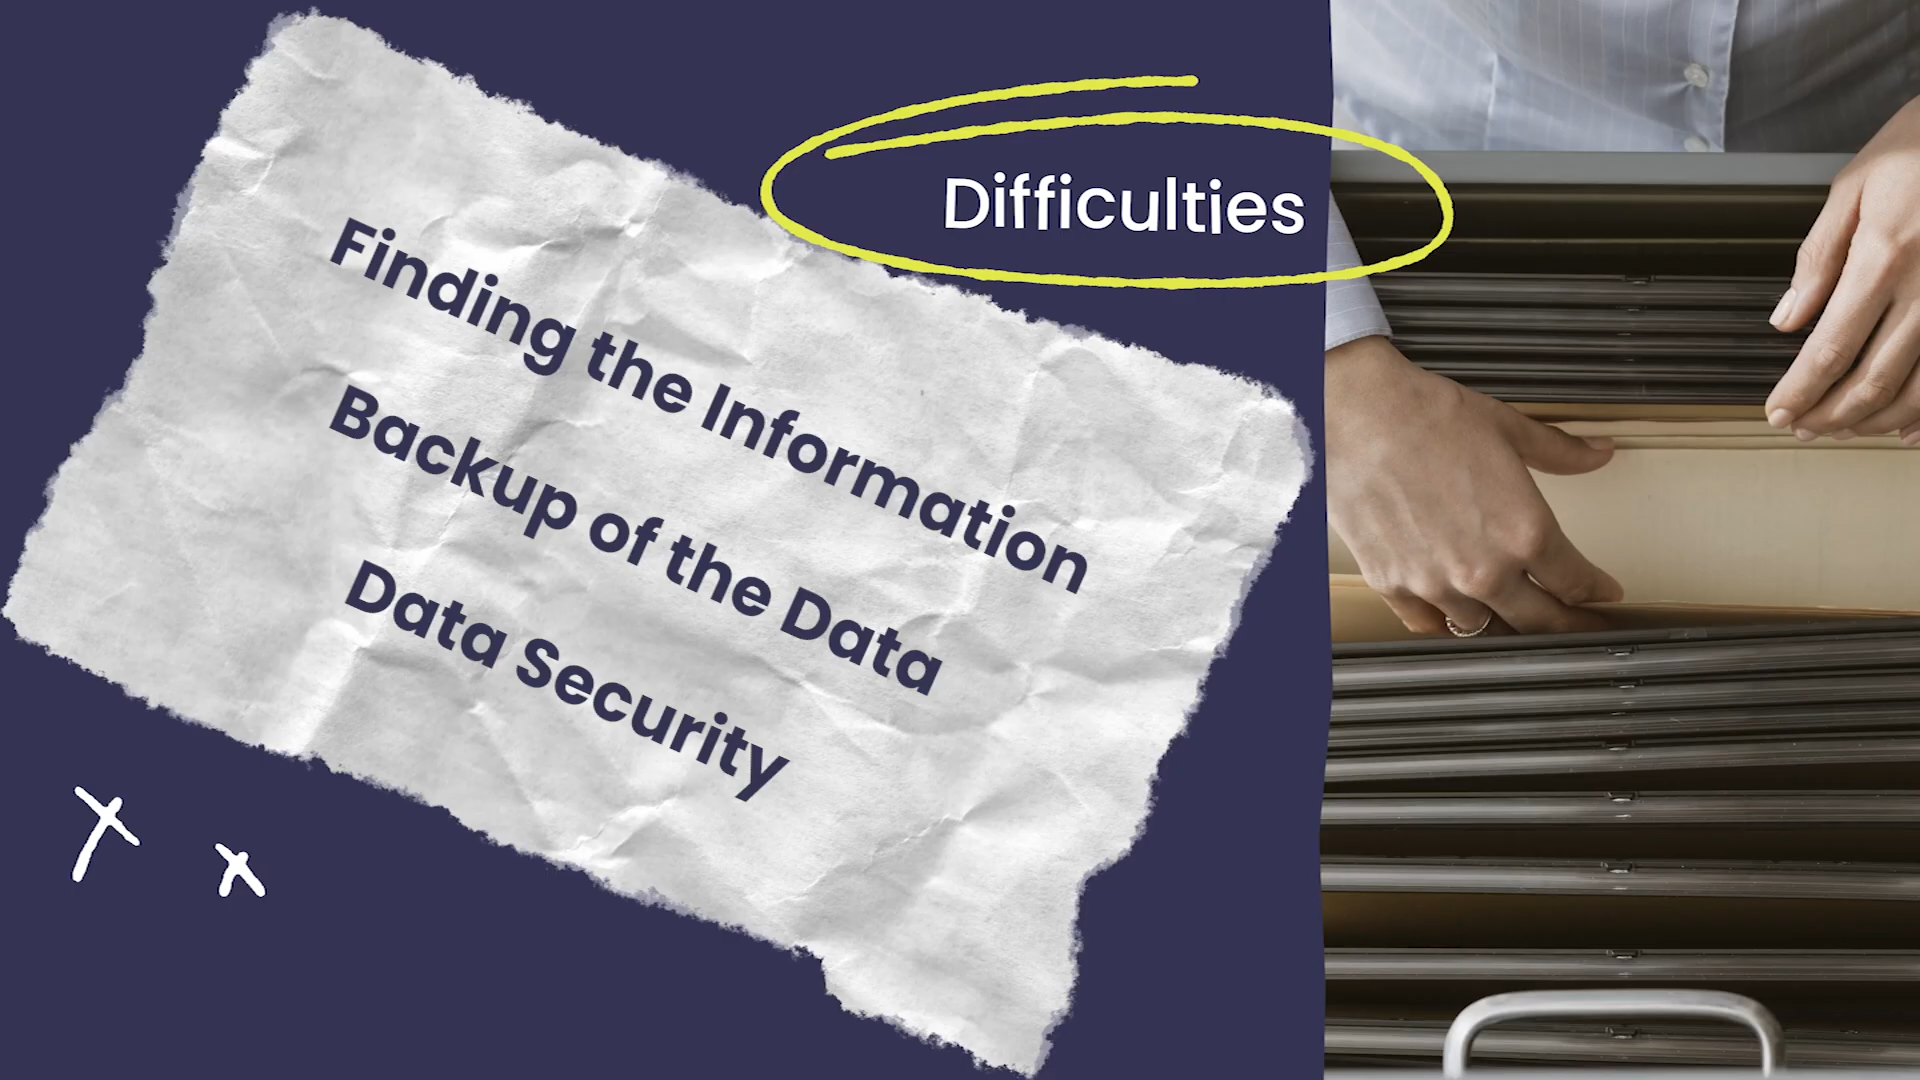 Difficulties
Finding the Information
Backup of the Data
Data Security